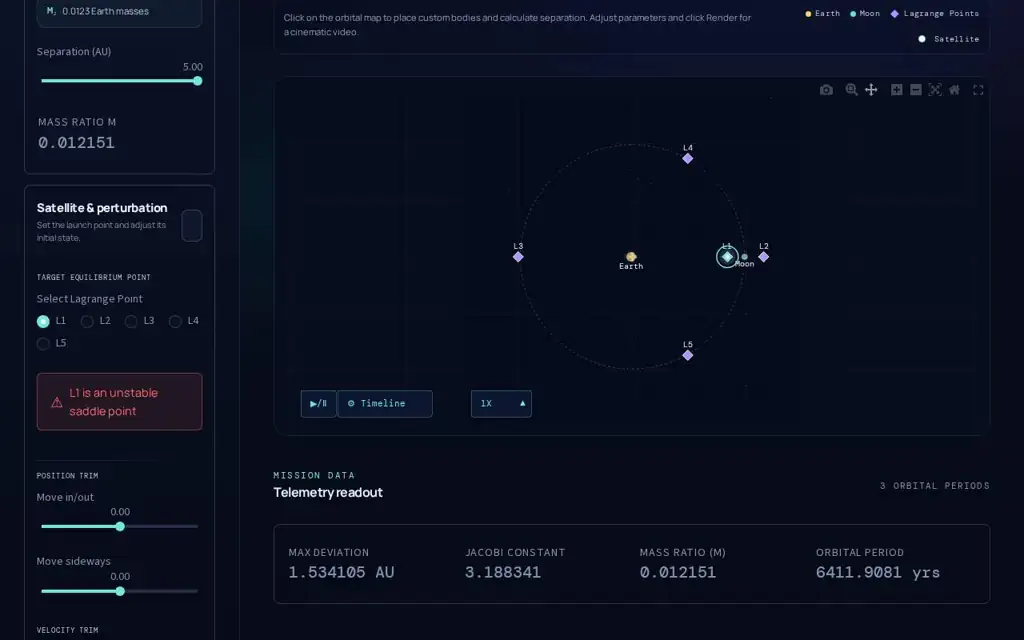 M₂ 0.0123 Earth masses
Separation (AU)
5.00
MASS RATIO M
0.012151
Satellite & perturbation
Set the launch point and adjust its
initial state.
TARGET EQUILIBRIUM POINT
Select Lagrange Point
L1 L2 L3 L4
L5
⚠ L1 is an unstable
saddle point
POSITION TRIM
Move in/out
0.00
Move sideways
0.00
VELOCITY TRIM
Click on the orbital map to place custom bodies and calculate separation. Adjust parameters and click Render for
a cinematic video.
Earth Moon Lagrange Points
Satellite
L4
L3
L1
L2
Earth
Moon
L5
▶/⏸ ⚙ Timeline 1X ▲
MISSION DATA
Telemetry readout
3 ORBITAL PERIODS
MAX DEVIATION JACOBI CONSTANT MASS RATIO (M) ORBITAL PERIOD
1.534105 AU 3.188341 0.012151 6411.9081 yrs